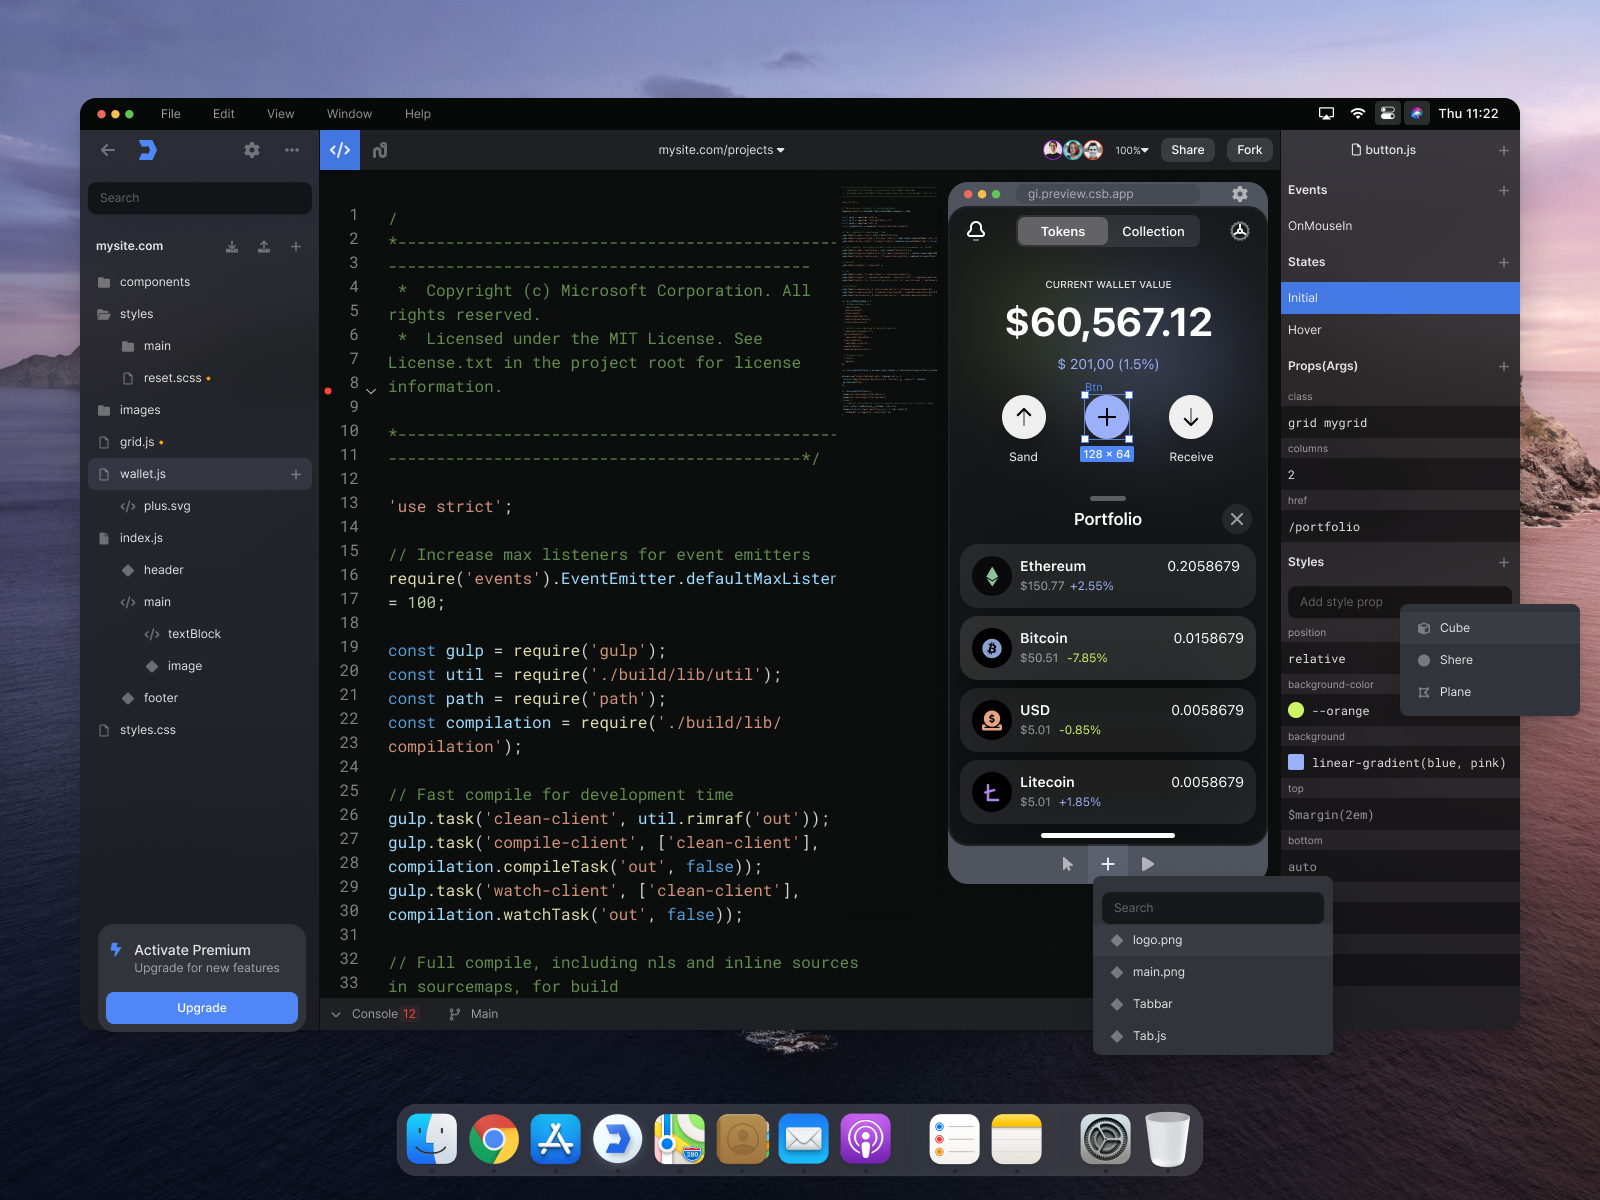 File Edit View Window Help
Thu 11:22
mysite.com/projects
100%
Share
Fork
button.js
Search
mysite.com
components
styles
main
reset.scss
images
grid.js
wallet.js
plus.svg
index.js
header
main
textBlock
image
footer
styles.css
Activate Premium
Upgrade for new features
Upgrade
1
2
3
4
5
6
7
8
9
10
11
12
13
14
15
16
17
18
19
20
21
22
23
24
25
26
27
28
29
30
31
32
33
/
*----------------------------------------------
--------------------------------------------
* Copyright (c) Microsoft Corporation. All
rights reserved.
* Licensed under the MIT License. See
License.txt in the project root for license
information.
*----------------------------------------------
-------------------------------------------*/
'use strict';
// Increase max listeners for event emitters
require('events').EventEmitter.defaultMaxListen
= 100;
const gulp = require('gulp');
const util = require('./build/lib/util');
const path = require('path');
const compilation = require('./build/lib/
compilation');
// Fast compile for development time
gulp.task('clean-client', util.rimraf('out'));
gulp.task('compile-client', ['clean-client'],
compilation.compileTask('out', false));
gulp.task('watch-client', ['clean-client'],
compilation.watchTask('out', false));
// Full compile, including nls and inline sources
in sourcemaps, for build
Console 12
Main
gi.preview.csb.app
Tokens
Collection
CURRENT WALLET VALUE
$60,567.12
$ 201,00 (1.5%)
Btn
128 × 64
Sand
Receive
Portfolio
Ethereum
0.2058679
$150.77 +2.55%
Bitcoin
0.0158679
$50.51 -7.85%
USD
0.0058679
$5.01 -0.85%
Litecoin
0.0058679
$5.01 +1.85%
Search
logo.png
main.png
Tabbar
Tab.js
Events
OnMouseIn
States
Initial
Hover
Props(Args)
class
grid mygrid
columns
2
href
/portfolio
Styles
Add style prop
position
relative
background-color
--orange
background
linear-gradient(blue, pink)
top
$margin(2em)
bottom
auto
Cube
Shere
Plane
280